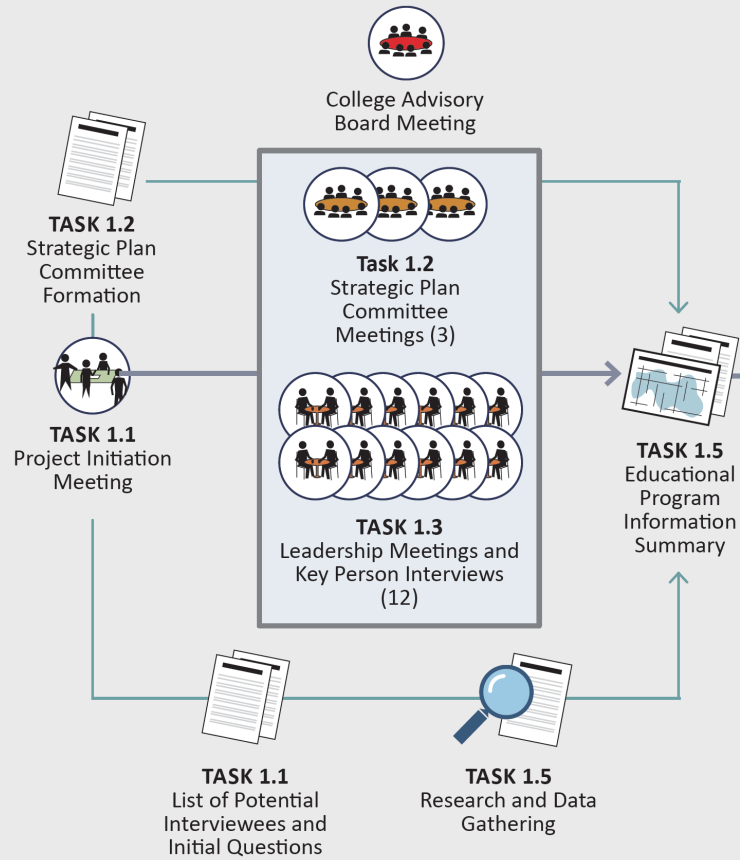 College Advisory
Board Meeting
TASK 1.2
Strategic Plan
Committee
Formation
Task 1.2
Strategic Plan
Committee
Meetings (3)
TASK 1.1
Project Initiation
Meeting
TASK 1.3
Leadership Meetings and
Key Person Interviews
(12)
TASK 1.5
Educational
Program
Information
Summary
TASK 1.1
List of Potential
Interviewees and
Initial Questions
TASK 1.5
Research and Data
Gathering